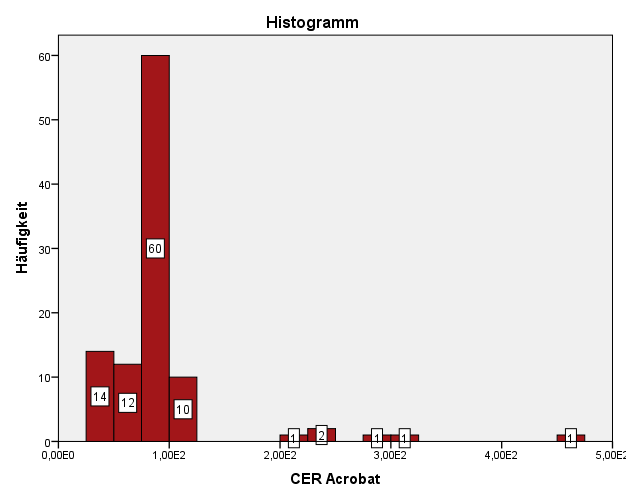 Histogramm
Häufigkeit
60
50
40
30
20
10
0
14
12
60
10
1
2
1
1
1
0,00E0
1,00E2
2,00E2
3,00E2
4,00E2
5,00E2
CER Acrobat